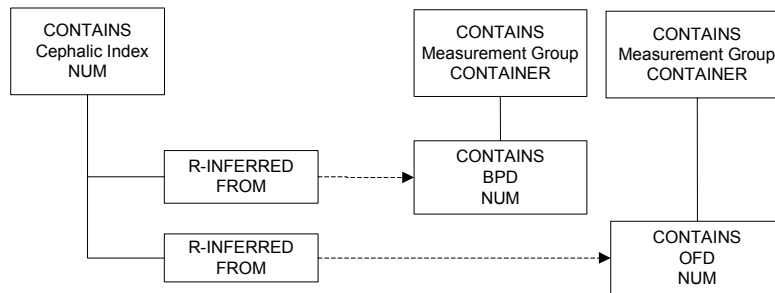 CONTAINS
Cephalic Index
NUM
CONTAINS
Measurement Group
CONTAINER
CONTAINS
Measurement Group
CONTAINER
R-INFERRED
FROM
CONTAINS
BPD
NUM
R-INFERRED
FROM
CONTAINS
OFD
NUM